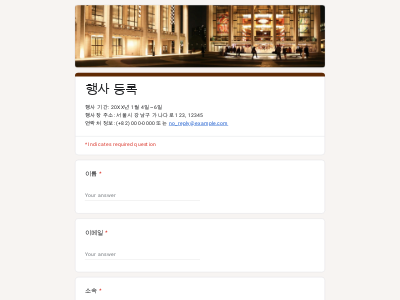 행사 등록
행사 기간: 20XX년 1월 4일~6일
행사장 주소: 서울시 강남구 가나다로 123, 12345
연락처 정보: (+82) 000-0000 또는 no_reply@example.com
* Indicates required question
이름 *
Your answer
이메일 *
Your answer
소속 *